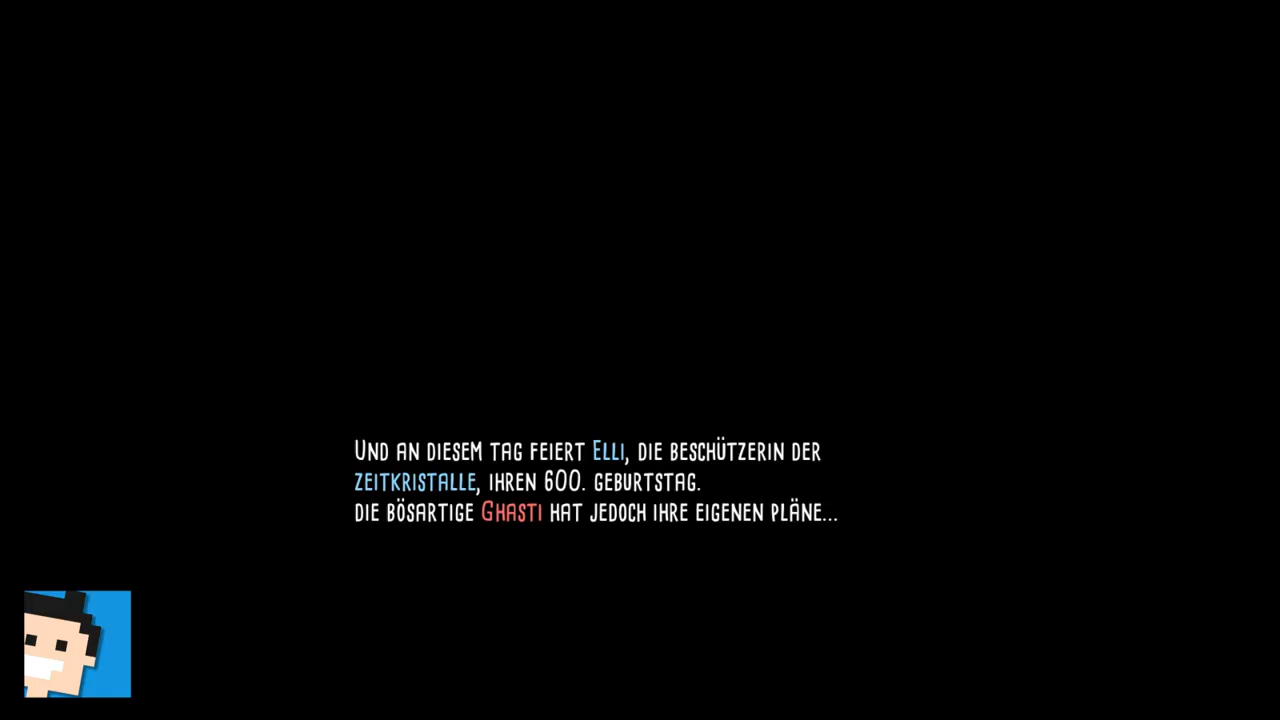 Und an diesem Tag feiert Elli, die Beschützerin der
Zeitkristalle, ihren 600. Geburtstag.
Die bösartige Ghasti hat jedoch ihre eigenen Pläne...